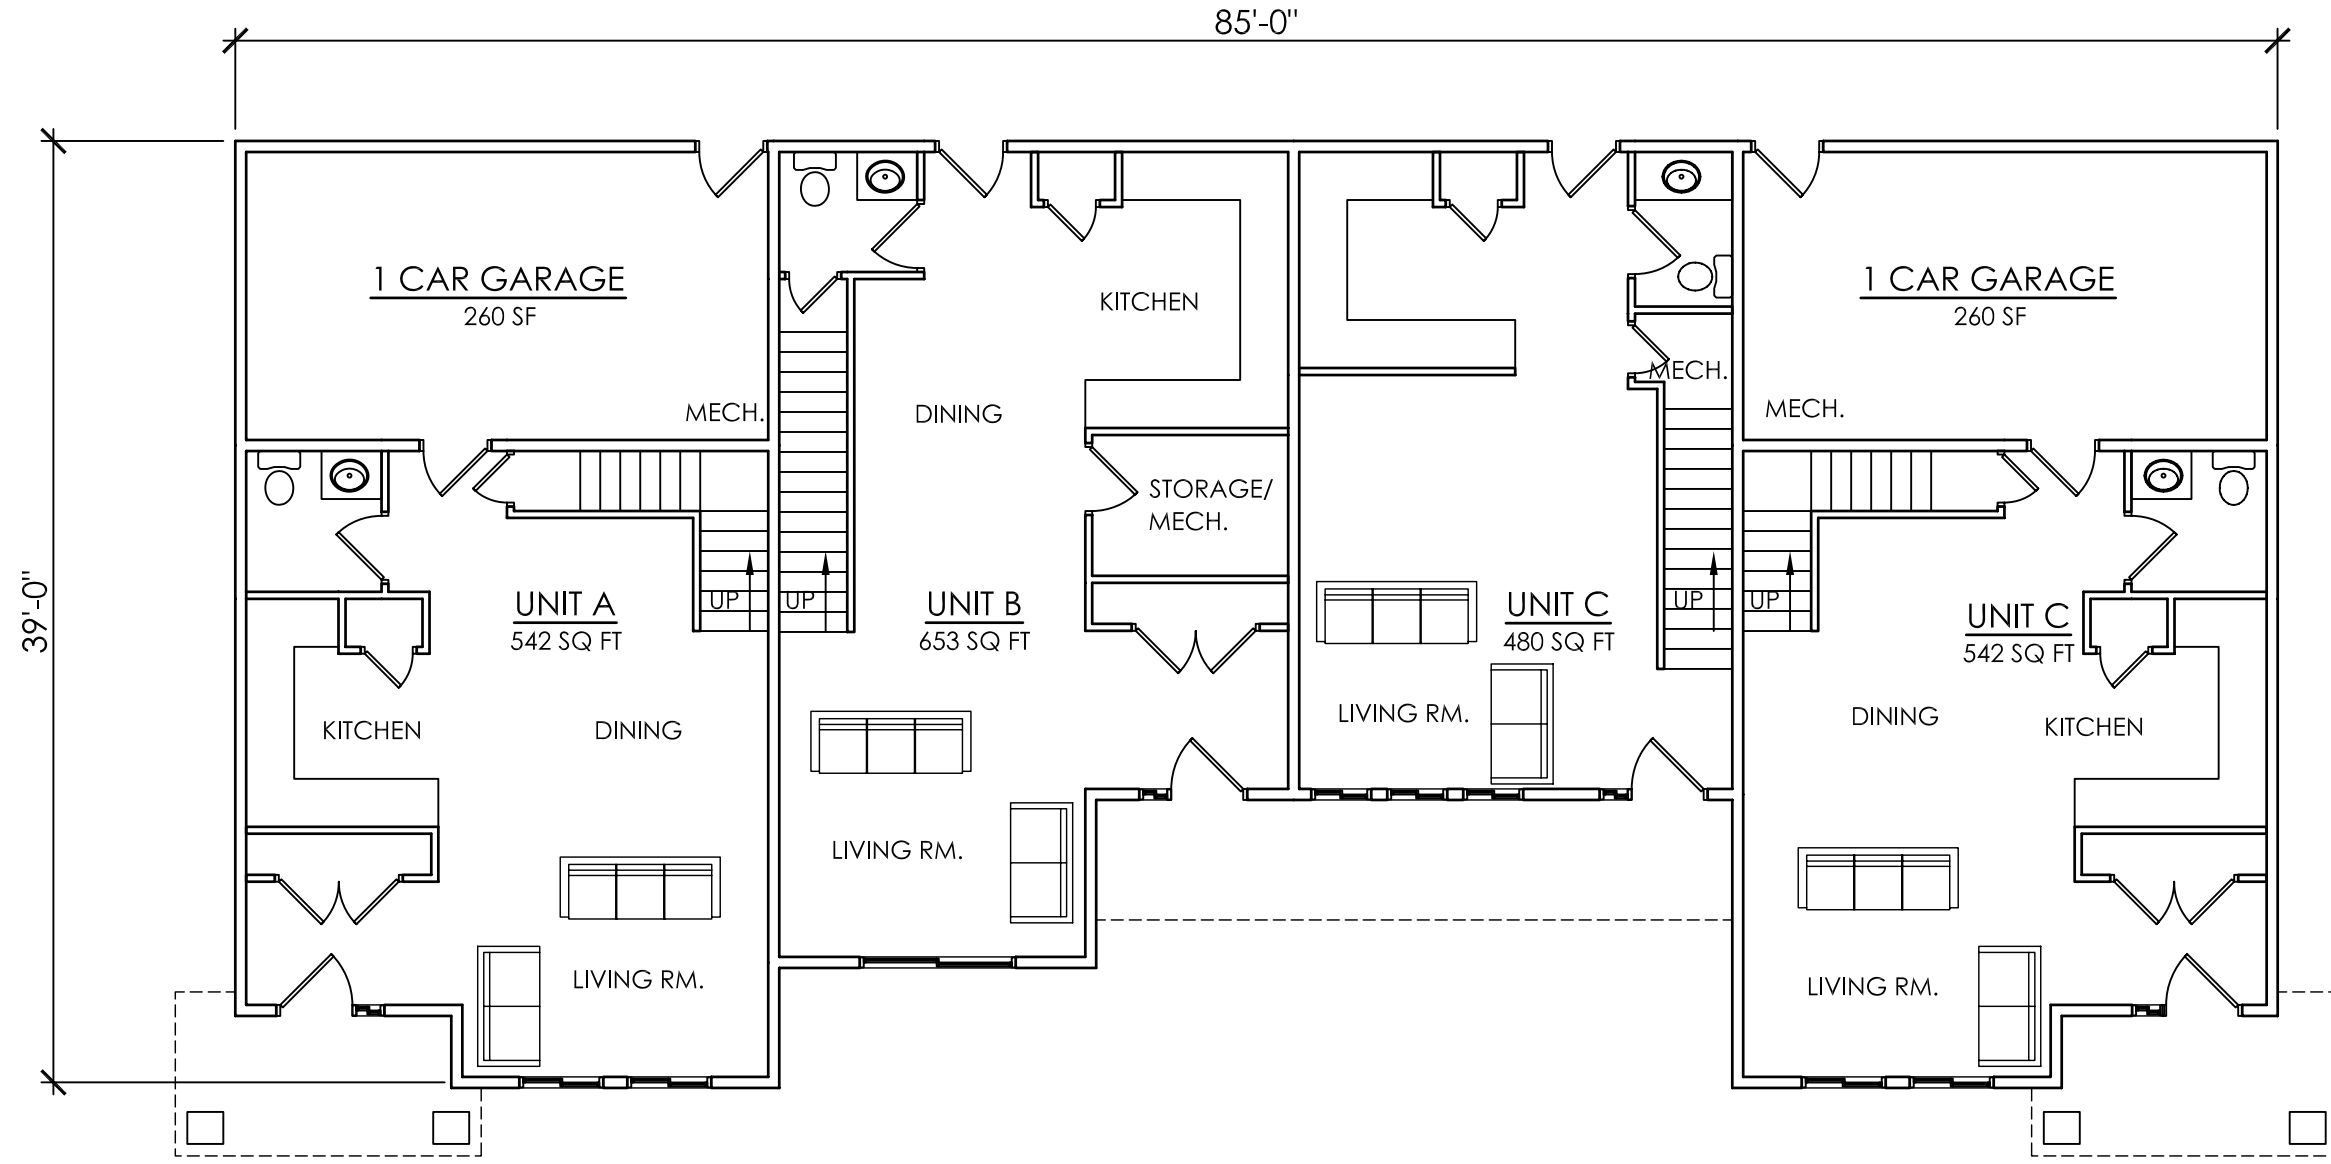 85'-0"
39'-0"
1 CAR GARAGE
260 SF
MECH.
UNIT A
542 SQ FT
UP
KITCHEN
DINING
LIVING RM.
KITCHEN
DINING
STORAGE/
MECH.
UP
UNIT B
653 SQ FT
LIVING RM.
MECH.
UNIT C
480 SQ FT
UP
LIVING RM.
1 CAR GARAGE
260 SF
MECH.
UP
UNIT C
542 SQ FT
DINING
KITCHEN
LIVING RM.